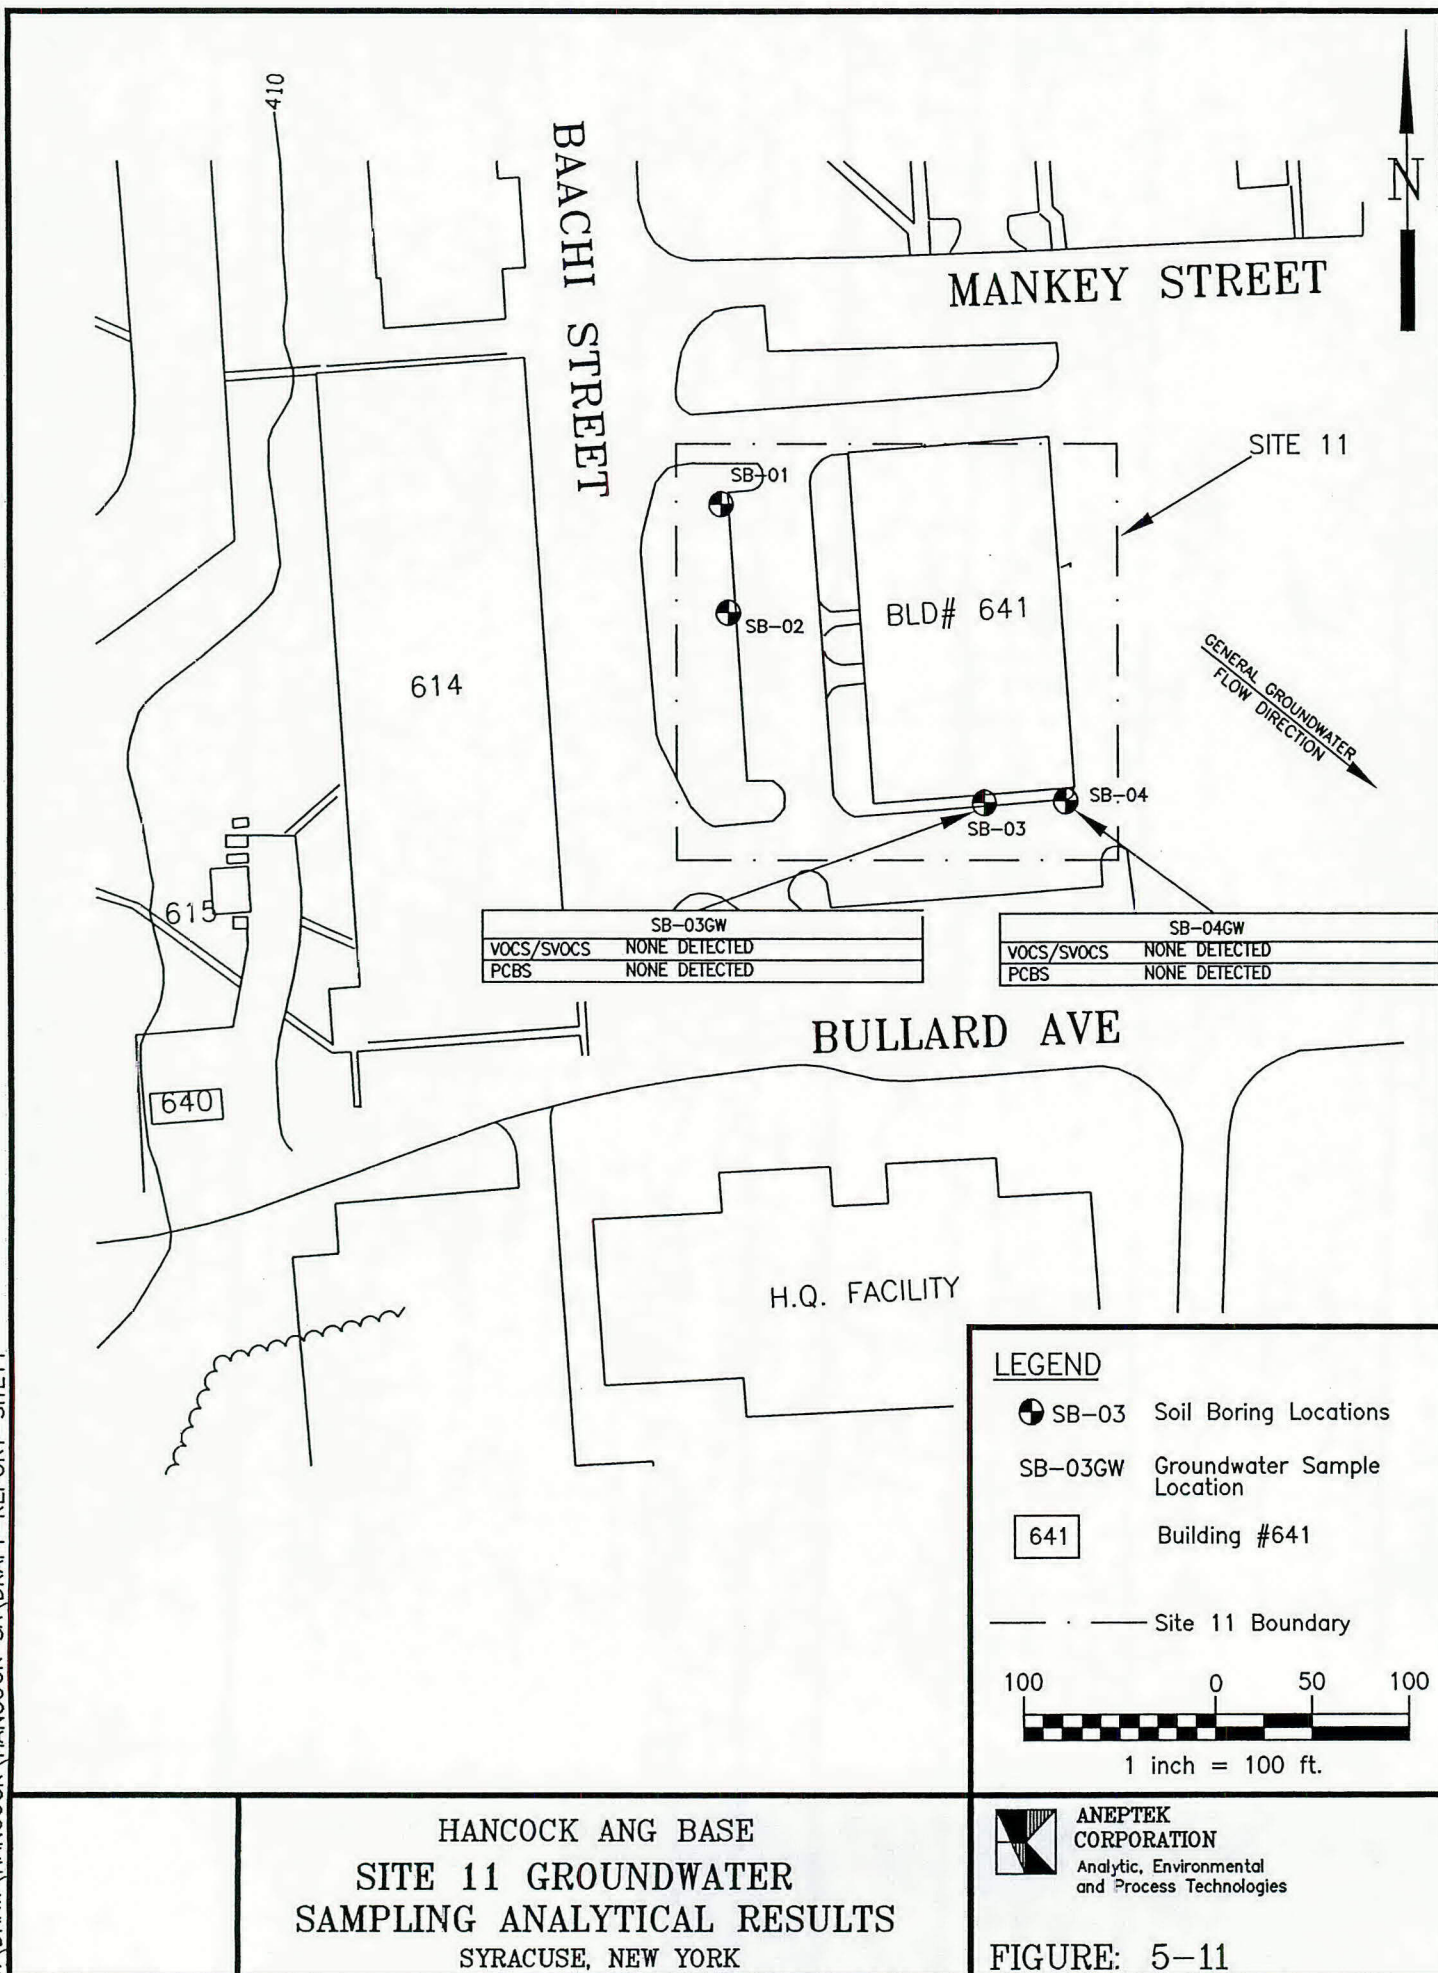 410
BAACHI STREET
N
MANKEY STREET
SITE 11
SB-01
SB-02
BLD# 641
614
GENERAL GROUNDWATER
FLOW DIRECTION
SB-03
SB-04
615
SB-03GW
VOCS/SVOCS NONE DETECTED
PCBS NONE DETECTED
SB-04GW
VOCS/SVOCS NONE DETECTED
PCBS NONE DETECTED
BULLARD AVE
640
H.Q. FACILITY
LEGEND
SB-03 Soil Boring Locations
SB-03GW Groundwater Sample
Location
641 Building #641
Site 11 Boundary
100 0 50 100
1 inch = 100 ft.
HANCOCK ANG BASE
SITE 11 GROUNDWATER
SAMPLING ANALYTICAL RESULTS
SYRACUSE, NEW YORK
ANEPTEK
CORPORATION
Analytic, Environmental
and Process Technologies
FIGURE: 5-11